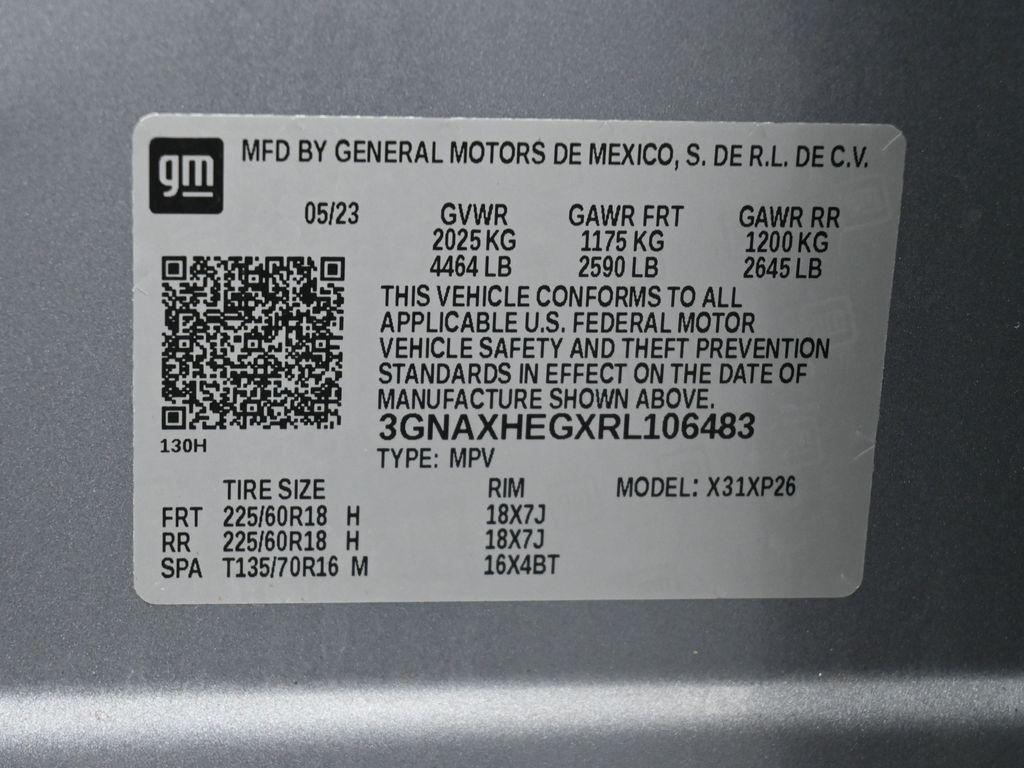 gm
MFD BY GENERAL MOTORS DE MEXICO, S. DE R.L. DE C.V.
05/23 GVWR GAWR FRT GAWR RR
2025 KG 1175 KG 1200 KG
4464 LB 2590 LB 2645 LB
THIS VEHICLE CONFORMS TO ALL
APPLICABLE U.S. FEDERAL MOTOR
VEHICLE SAFETY AND THEFT PREVENTION
STANDARDS IN EFFECT ON THE DATE OF
MANUFACTURE SHOWN ABOVE.
3GNAXHEGXRL106483
130H
TYPE: MPV
TIRE SIZE RIM MODEL: X31XP26
FRT 225/60R18 H 18X7J
RR 225/60R18 H 18X7J
SPA T135/70R16 M 16X4BT